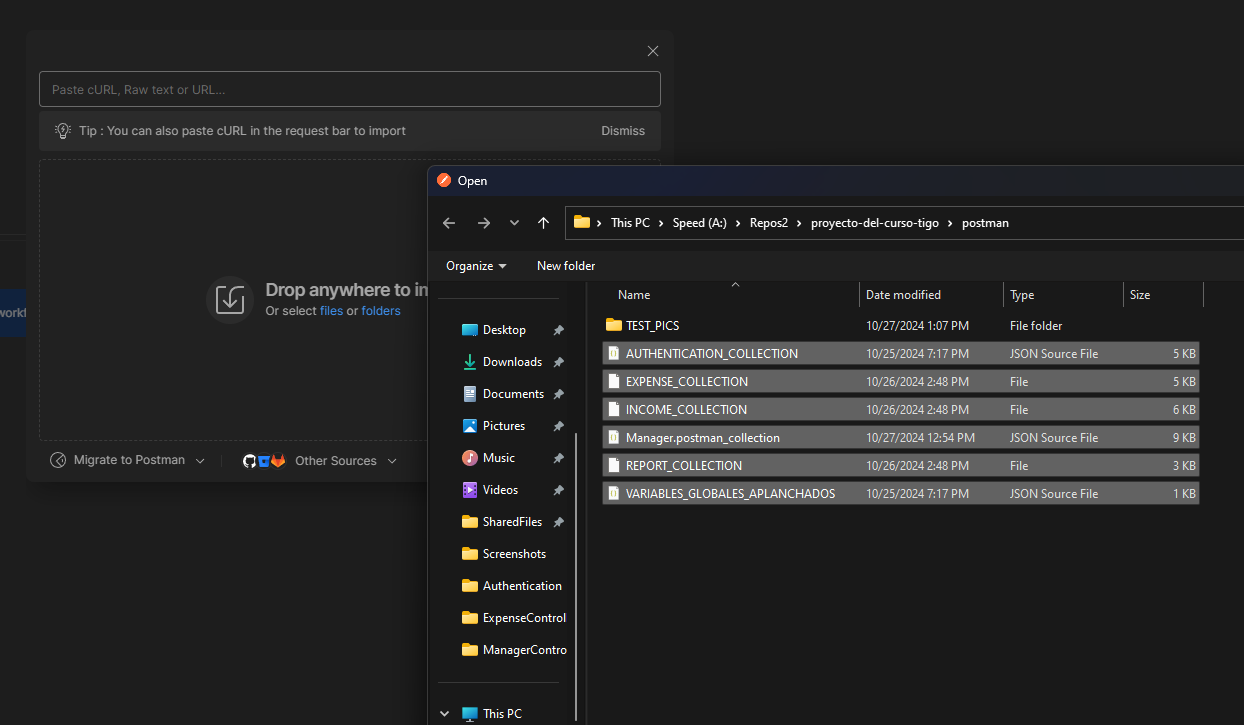 Paste cURL, Raw text or URL...
Tip : You can also paste cURL in the request bar to import
Dismiss
Drop anywhere to im
Or select files or folders
workf
Migrate to Postman
Other Sources
Open
This PC > Speed (A:) > Repos2 > proyecto-del-curso-tigo > postman
Organize
New folder
Desktop
Downloads
Documents
Pictures
Music
Videos
SharedFiles
Screenshots
Authentication
ExpenseControl
ManagerContro
This PC
Name Date modified Type Size
TEST_PICS 10/27/2024 1:07 PM File folder
AUTHENTICATION_COLLECTION 10/25/2024 7:17 PM JSON Source File 5 KB
EXPENSE_COLLECTION 10/26/2024 2:48 PM File 5 KB
INCOME_COLLECTION 10/26/2024 2:48 PM File 6 KB
Manager.postman_collection 10/27/2024 12:54 PM JSON Source File 9 KB
REPORT_COLLECTION 10/26/2024 2:48 PM File 3 KB
VARIABLES_GLOBALES_APLANCHADOS 10/25/2024 7:17 PM JSON Source File 1 KB